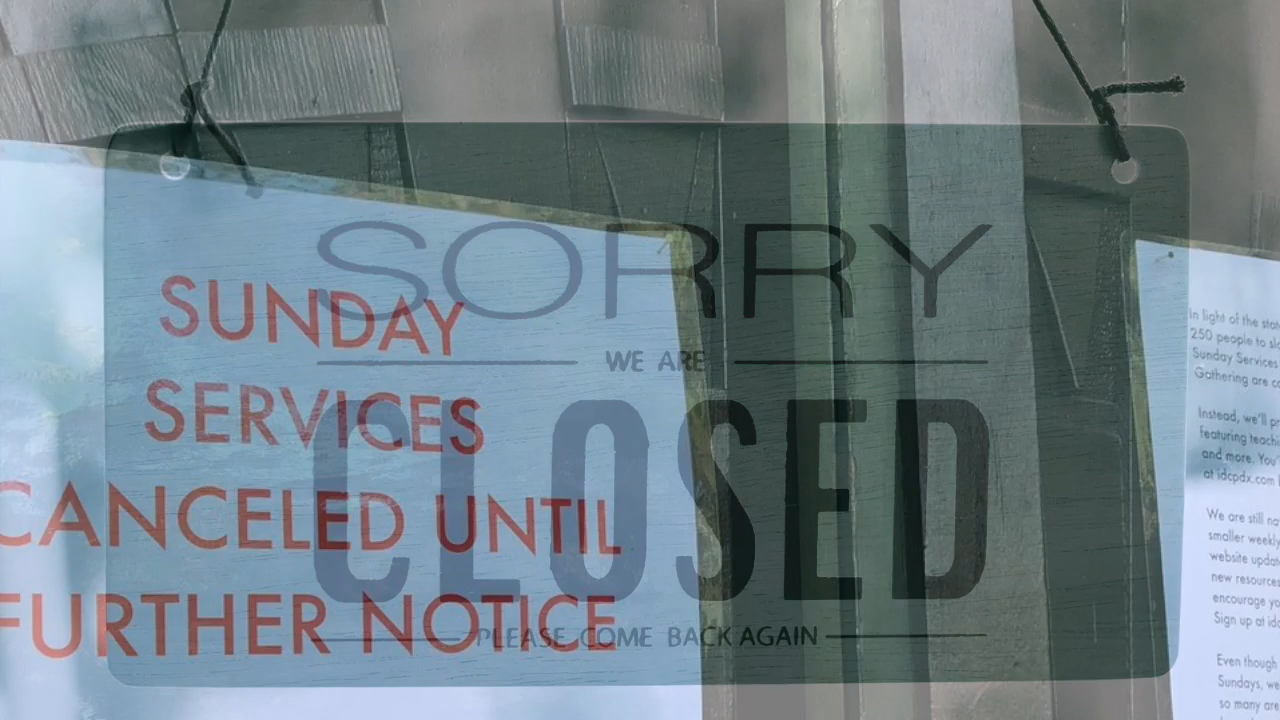 SUNDAY
SERVICES
CANCELED UNTIL
FURTHER NOTICE
SORRY
WE ARE
CLOSED
PLEASE COME BACK AGAIN
In light of the
250 people to
Sunday Services
Gathering are
Instead, we'll
featuring
and more.
at idcpdx.com
We are still
smaller weekly
website
new
encourage
Sign up at
Even though
Sundays, we
so many are